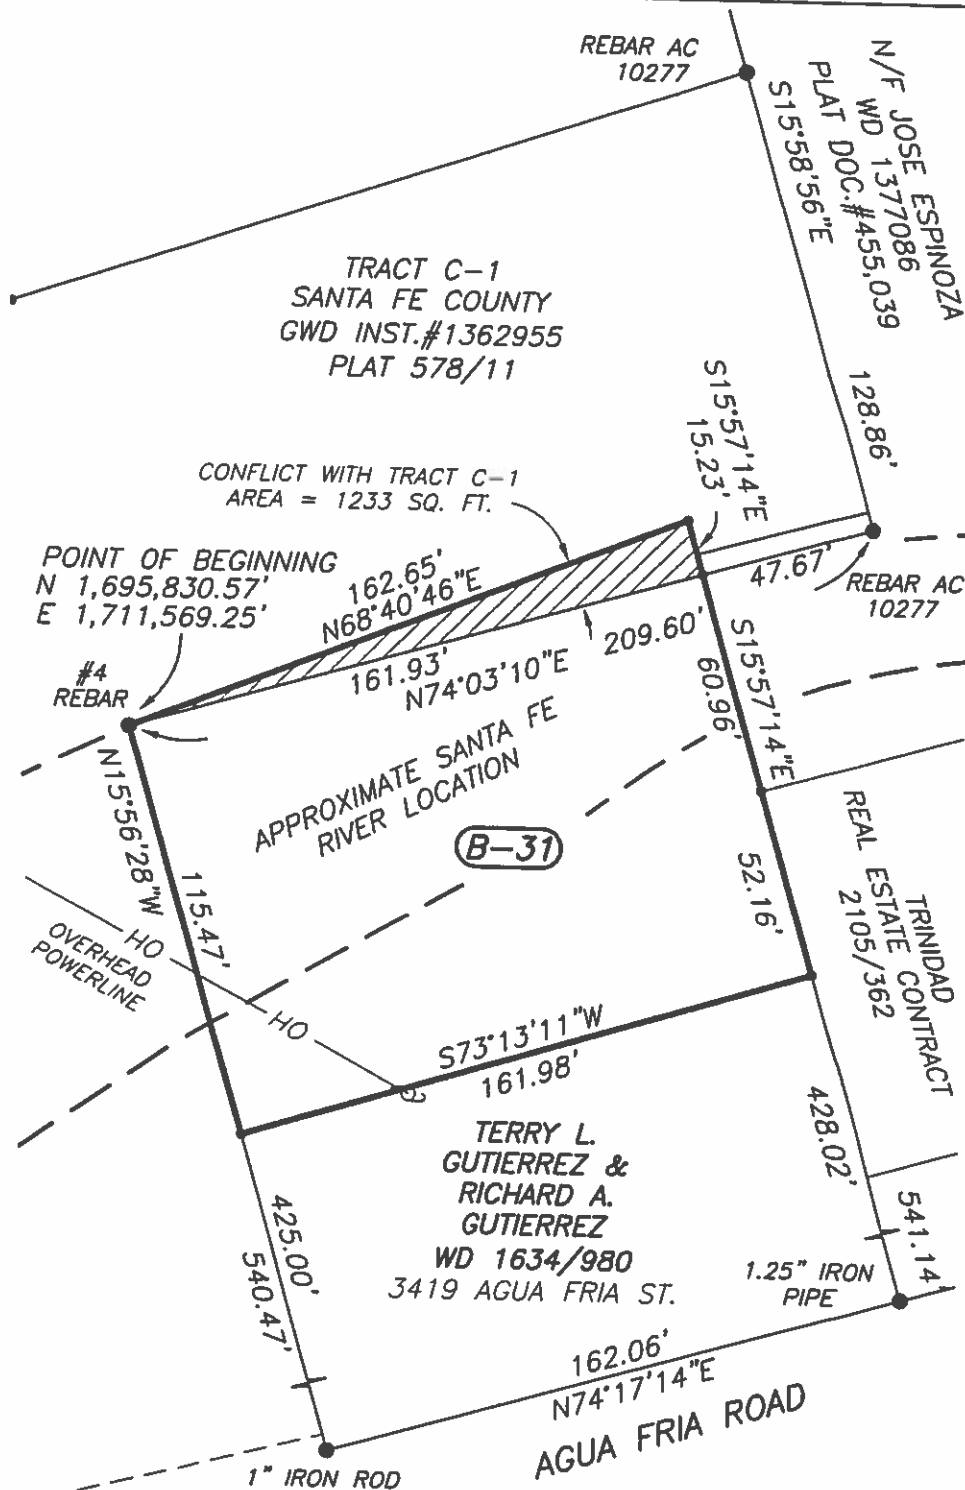 REBAR AC
10277
N/F JOSE ESPINOZA
WD 1377086
PLAT DOC.#455,039
S15°58'56"E
128.86'
TRACT C-1
SANTA FE COUNTY
GWD INST.#1362955
PLAT 578/11
S15°57'14"E
15.23'
CONFLICT WITH TRACT C-1
AREA = 1233 SQ. FT.
POINT OF BEGINNING
N 1,695,830.57'
E 1,711,569.25'
162.65'
N68°40'46"E
47.67'
REBAR AC
10277
#4
REBAR
161.93'
N74°03'10"E
209.60'
S15°57'14"E
60.96'
APPROXIMATE SANTA FE
RIVER LOCATION
B-31
N15°56'28"W
115.47'
52.16'
TRINIDAD
REAL ESTATE CONTRACT
2105/362
HO
OVERHEAD
POWERLINE
HO
S73°13'11"W
161.98'
TERRY L.
GUTIERREZ &
RICHARD A.
GUTIERREZ
WD 1634/980
3419 AGUA FRIA ST.
428.02'
541.14'
425.00'
540.47'
1.25" IRON
PIPE
162.06'
N74°17'14"E
AGUA FRIA ROAD
1" IRON ROD